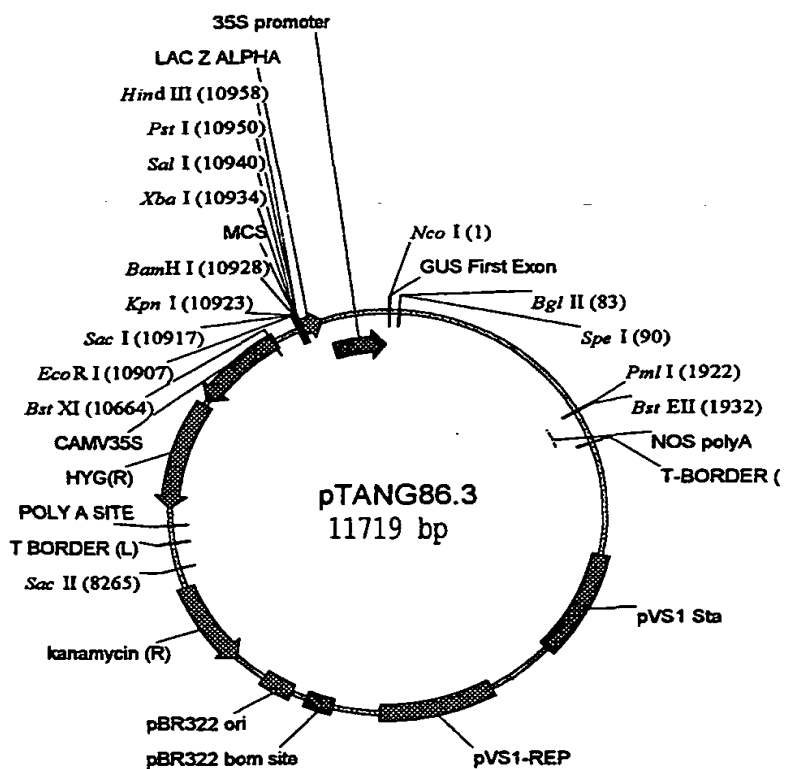 35S promoter
LAC Z ALPHA
Hind III (10958)
Pst I (10950)
Sal I (10940)
Xba I (10934)
MCS
BamH I (10928)
Kpn I (10923)
Sac I (10917)
EcoR I (10907)
Bst XI (10664)
CAMV35S
HYG(R)
POLY A SITE
T BORDER (L)
Sac II (8265)
kanamycin (R)
pBR322 ori
pBR322 bom site
Nco I (1)
GUS First Exon
Bgl II (83)
Spe I (90)
Pml I (1922)
Bst EII (1932)
NOS polyA
T-BORDER (
pVS1 Sta
pVS1-REP
pTANG86.3
11719 bp